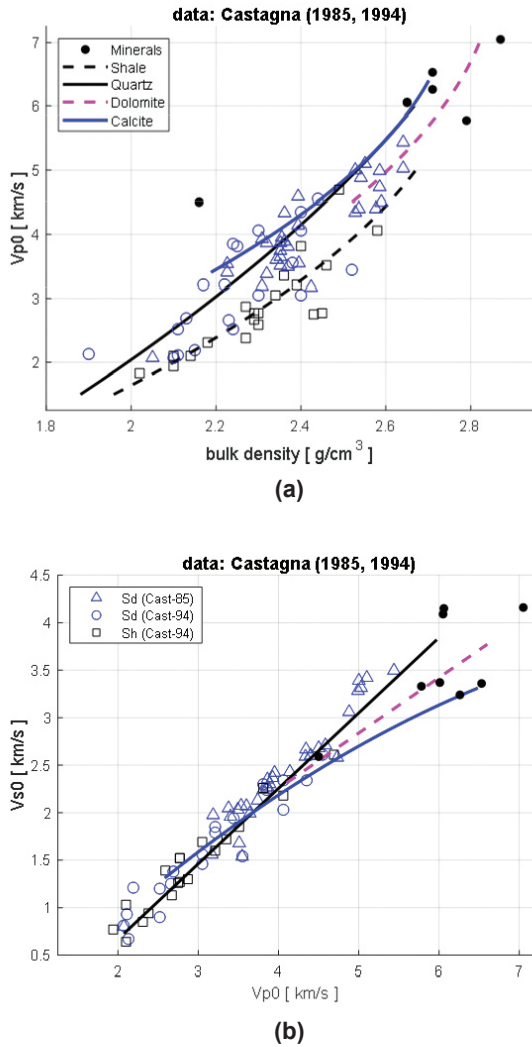 data: Castagna (1985, 1994)
7
6
5
4
3
2
Vp0 [ km/s]
Minerals
Shale
Quartz
Dolomite
Calcite
1.8 2 2.2 2.4 2.6 2.8
bulk density [ g/cm³ ]
(a)
data: Castagna (1985, 1994)
4.5
4
3.5
3
2.5
2
1.5
1
0.5
Vs0 [ km/s]
Sd (Cast-85)
Sd (Cast-94)
Sh (Cast-94)
2 3 4 5 6 7
Vp0 [ km/s ]
(b)